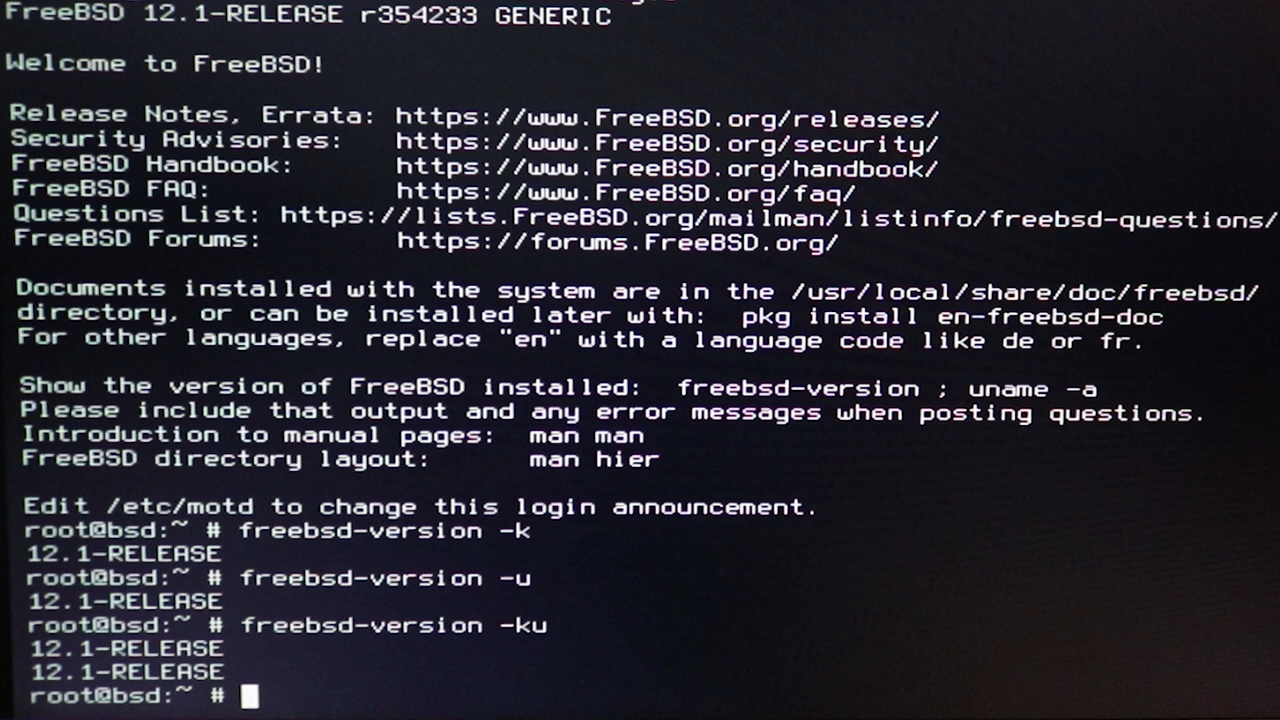 FreeBSD 12.1-RELEASE r354233 GENERIC
Welcome to FreeBSD!
Release Notes, Errata: https://www.FreeBSD.org/releases/
Security Advisories: https://www.FreeBSD.org/security/
FreeBSD Handbook: https://www.FreeBSD.org/handbook/
FreeBSD FAQ: https://www.FreeBSD.org/faq/
Questions List: https://lists.FreeBSD.org/mailman/listinfo/freebsd-questions/
FreeBSD Forums: https://forums.FreeBSD.org/
Documents installed with the system are in the /usr/local/share/doc/freebsd/
directory, or can be installed later with: pkg install en-freebsd-doc
For other languages, replace "en" with a language code like de or fr.
Show the version of FreeBSD installed: freebsd-version ; uname -a
Please include that output and any error messages when posting questions.
Introduction to manual pages: man man
FreeBSD directory layout: man hier
Edit /etc/motd to change this login announcement.
root@bsd:~ # freebsd-version -k
12.1-RELEASE
root@bsd:~ # freebsd-version -u
12.1-RELEASE
root@bsd:~ # freebsd-version -ku
12.1-RELEASE
12.1-RELEASE
root@bsd:~ #